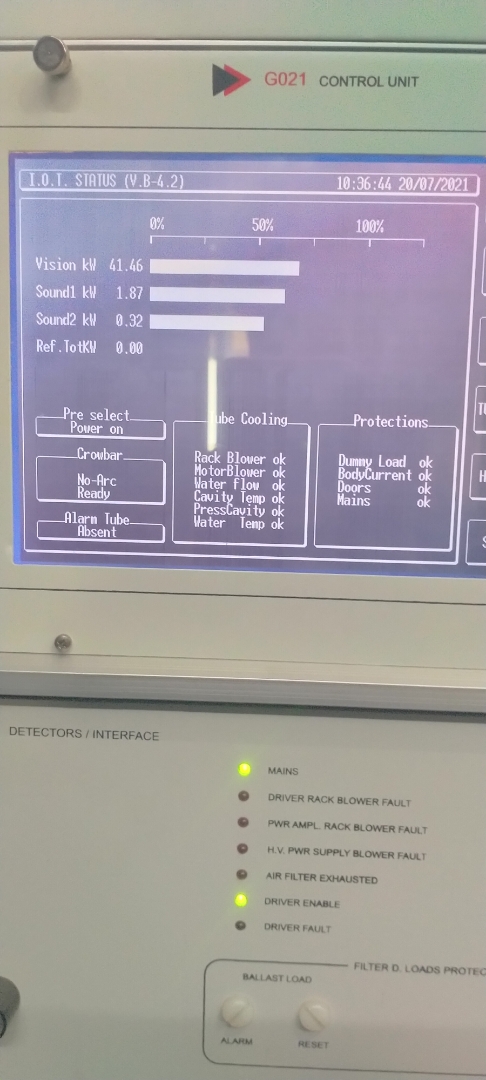 G021 CONTROL UNIT
I.O.T. STATUS (V.B-4.2) 10:36:44 20/07/2021
0% 50% 100%
Vision kW 41.46
Sound1 kW 1.87
Sound2 kW 0.32
Ref.TotKW 0.00
Pre select
Power on
Crowbar
No-Arc
Ready
Alarm Tube
Absent
Tube Cooling
Rack Blower ok
MotorBlower ok
Water flow ok
Cavity Temp ok
PressCavity ok
Water Temp ok
Protections
Dummy Load ok
BodyCurrent ok
Doors ok
Mains ok
DETECTORS / INTERFACE
MAINS
DRIVER RACK BLOWER FAULT
PWR AMPL. RACK BLOWER FAULT
H.V. PWR SUPPLY BLOWER FAULT
AIR FILTER EXHAUSTED
DRIVER ENABLE
DRIVER FAULT
FILTER D. LOADS PROTEC
BALLAST LOAD
ALARM RESET